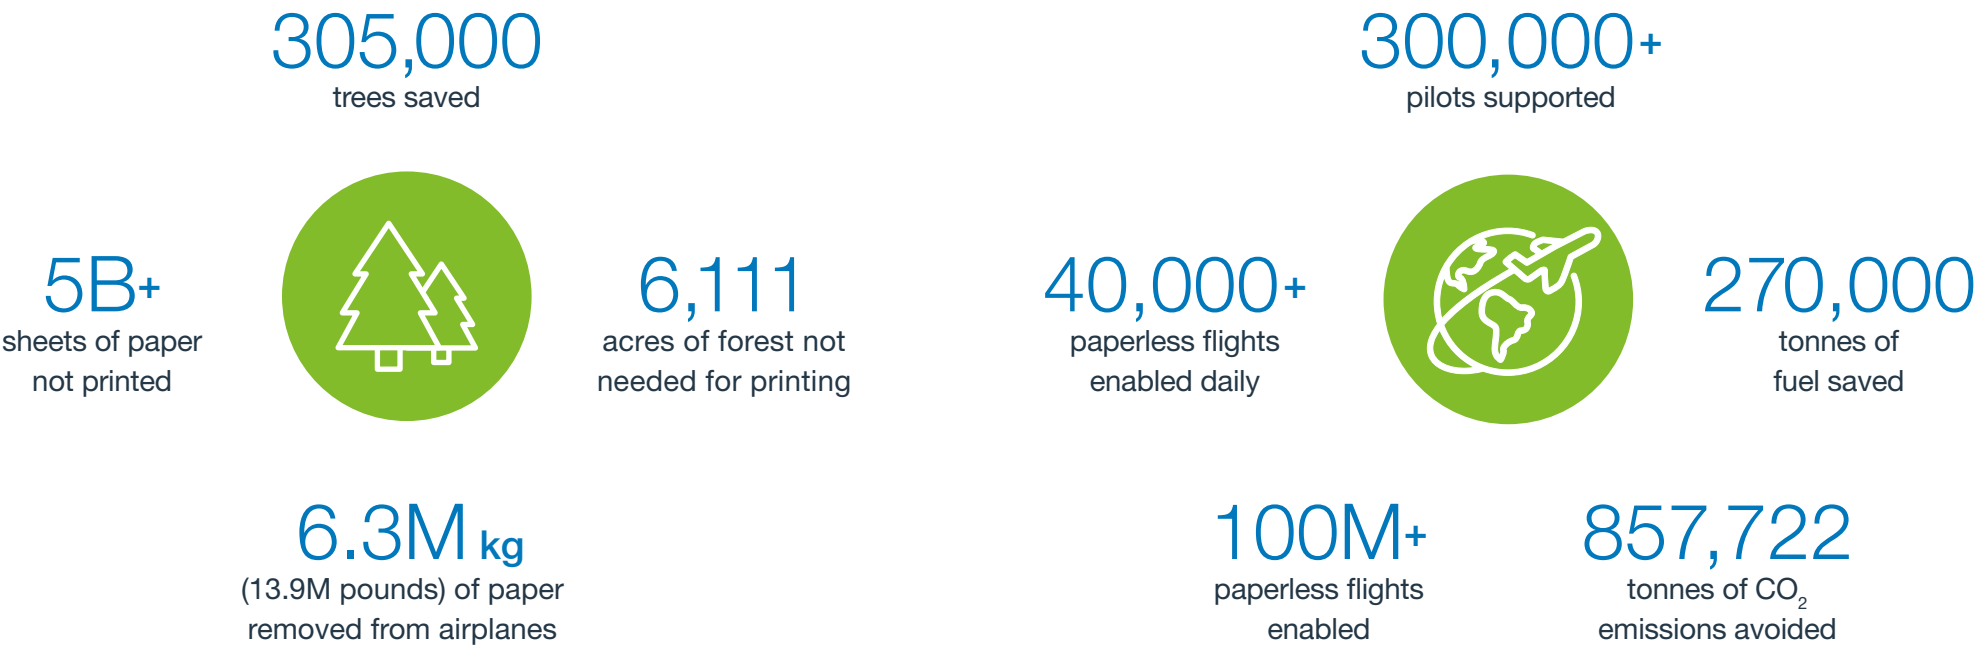 305,000
trees saved
5B+
sheets of paper
not printed
6,111
acres of forest not
needed for printing
6.3M kg
(13.9M pounds) of paper
removed from airplanes
300,000+
pilots supported
40,000+
paperless flights
enabled daily
270,000
tonnes of
fuel saved
100M+
paperless flights
enabled
857,722
tonnes of CO₂
emissions avoided